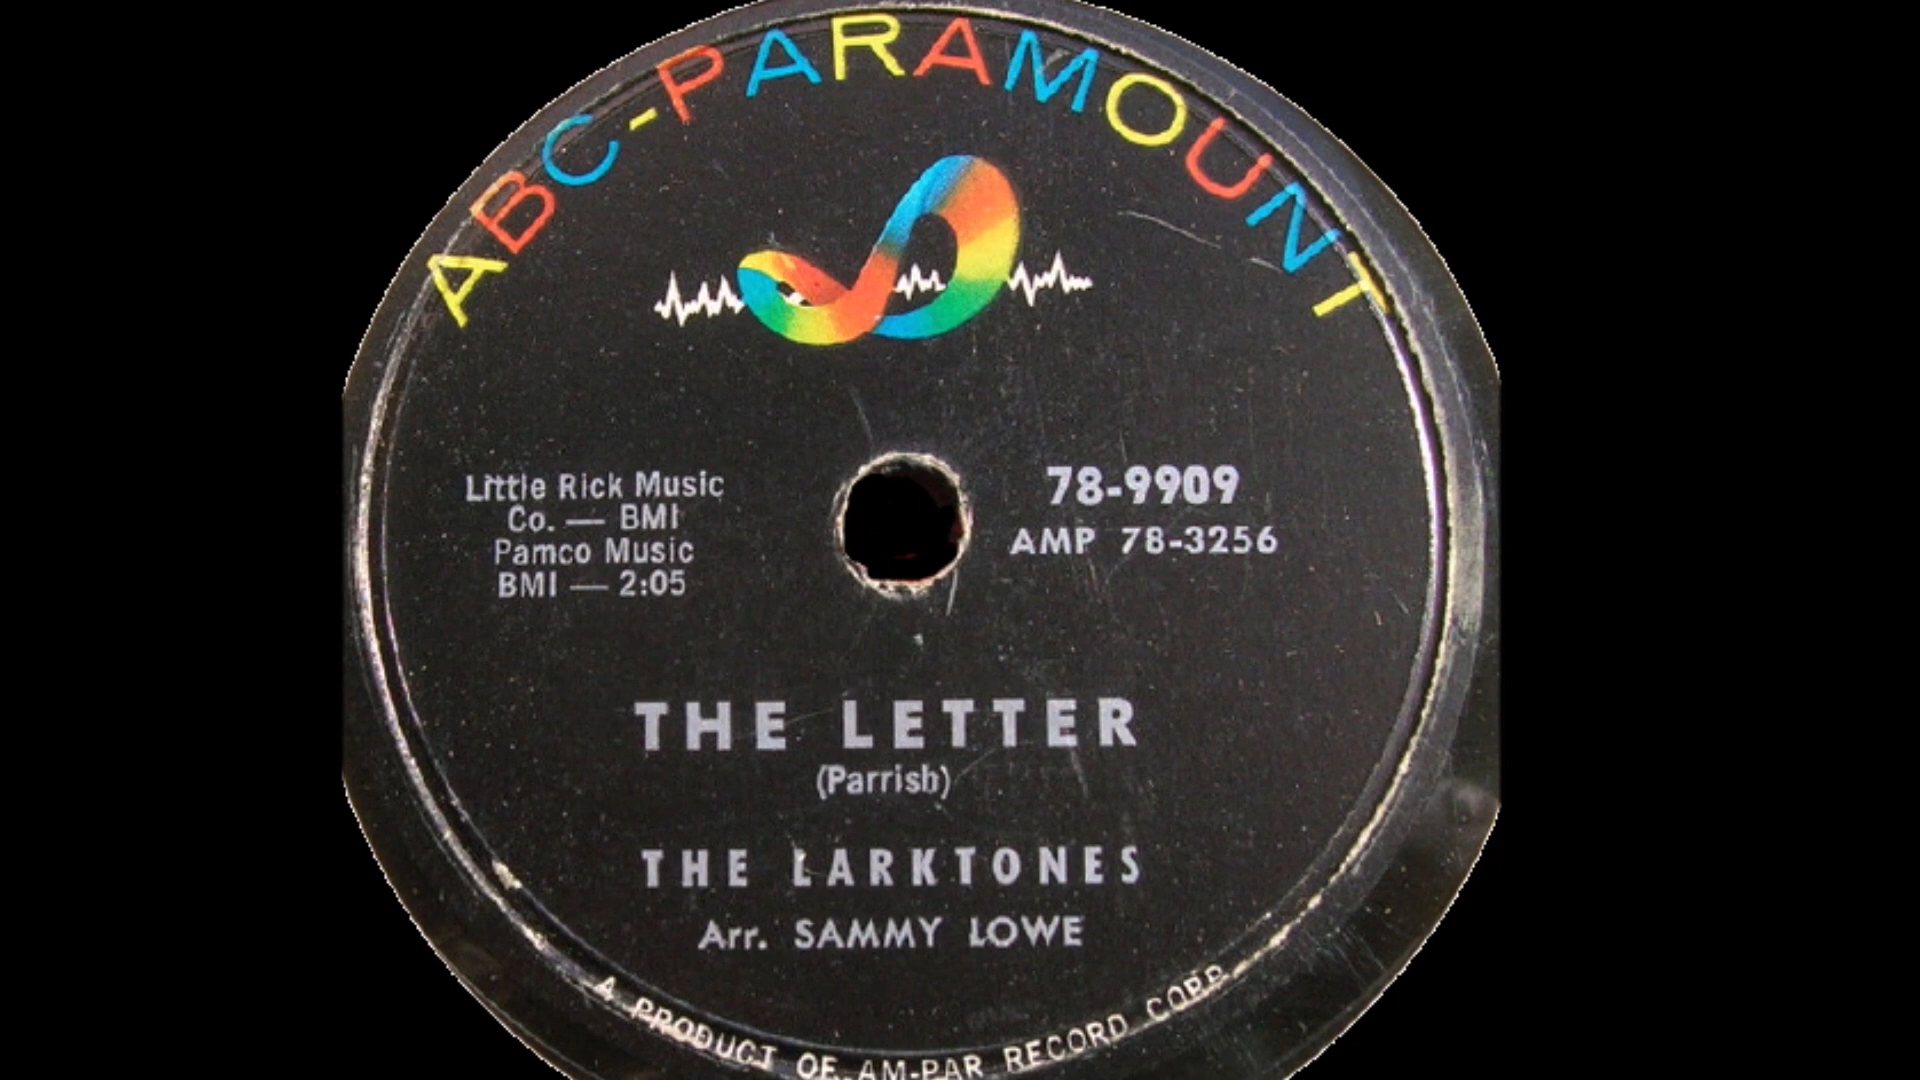 ABC-PARAMOUNT
Little Rick Music
Co. — BMI
Pamco Music
BMI — 2:05
78-9909
AMP 78-3256
THE LETTER
(Parrish)
THE LARKTONES
Arr. SAMMY LOWE
A PRODUCT OF AM-PAR RECORD CORP.